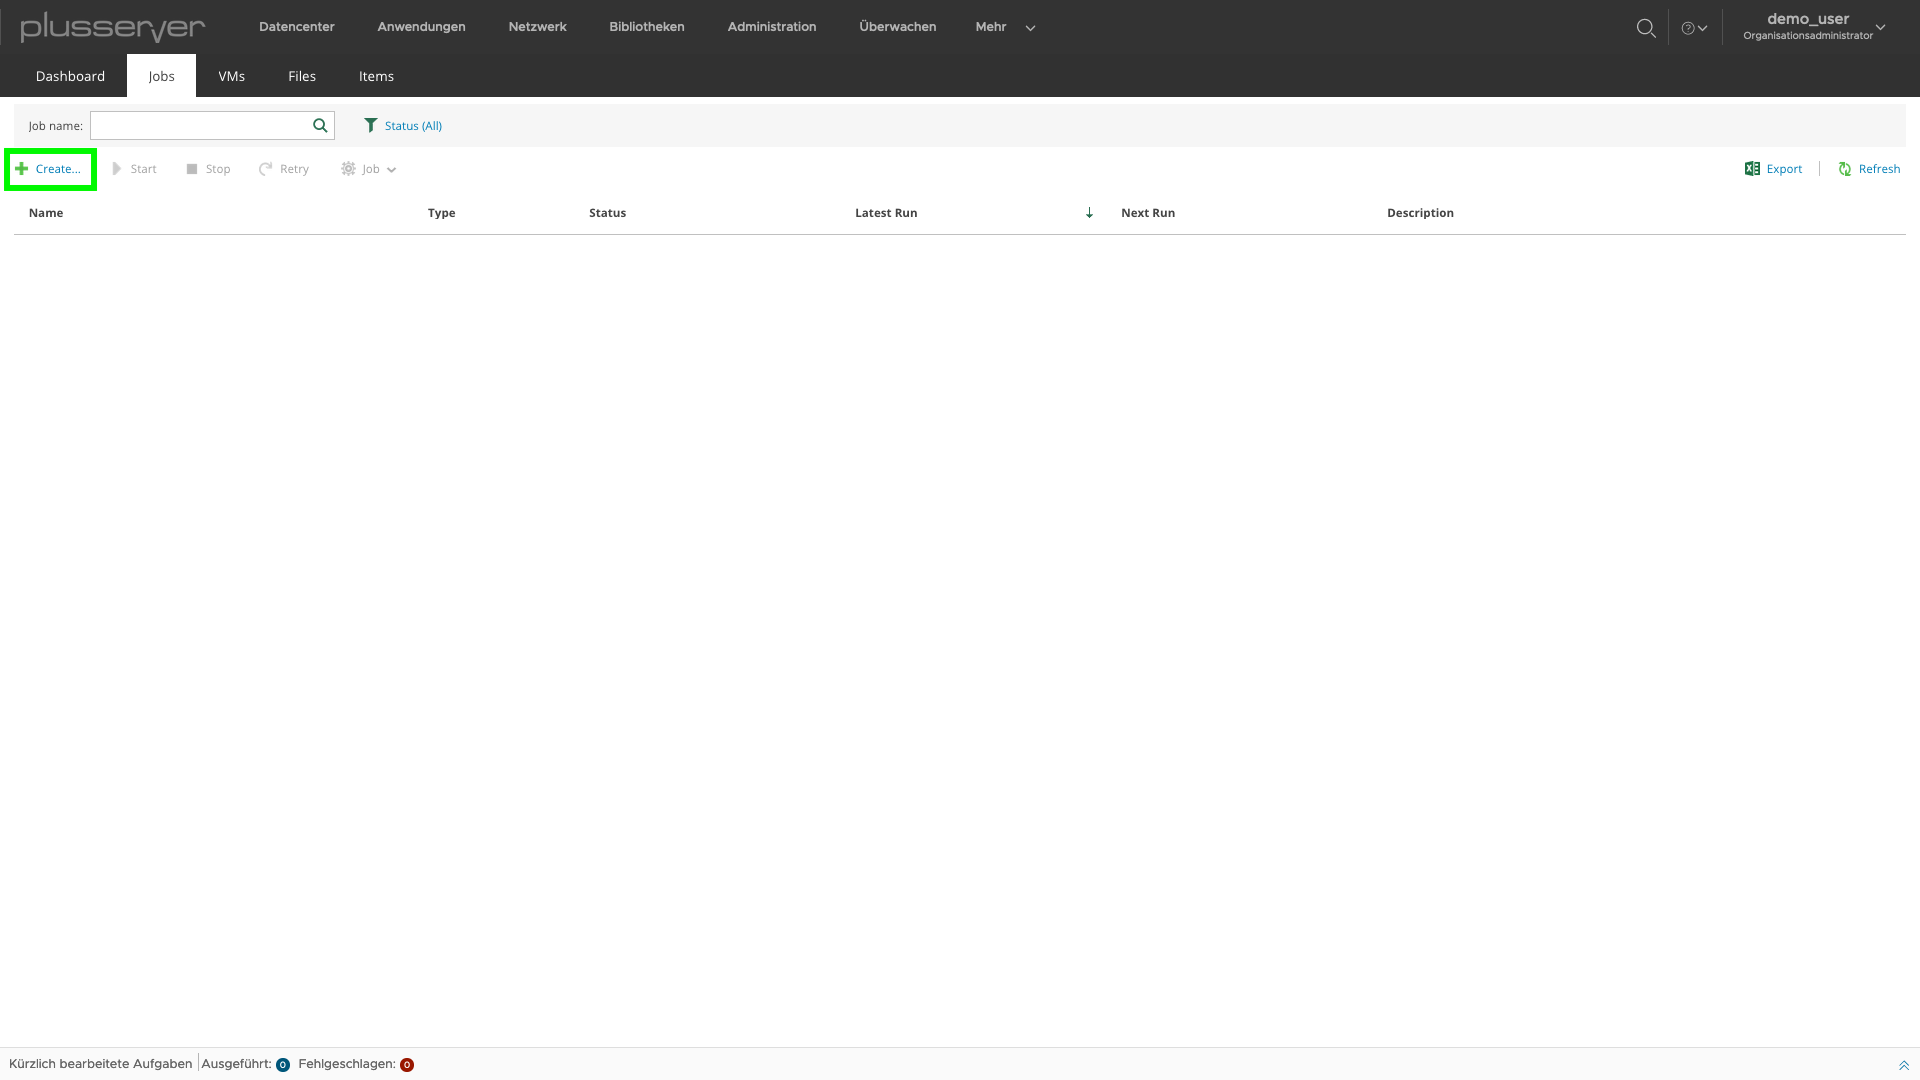 plusserver Datencenter Anwendungen Netzwerk Bibliotheken Administration Überwachen Mehr demo_user
Organisationsadministrator
Dashboard Jobs VMs Files Items
Job name: Status (All)
Create... Start Stop Retry Job Export Refresh
Name Type Status Latest Run Next Run Description
Kürzlich bearbeitete Aufgaben Ausgeführt: 0 Fehlgeschlagen: 0